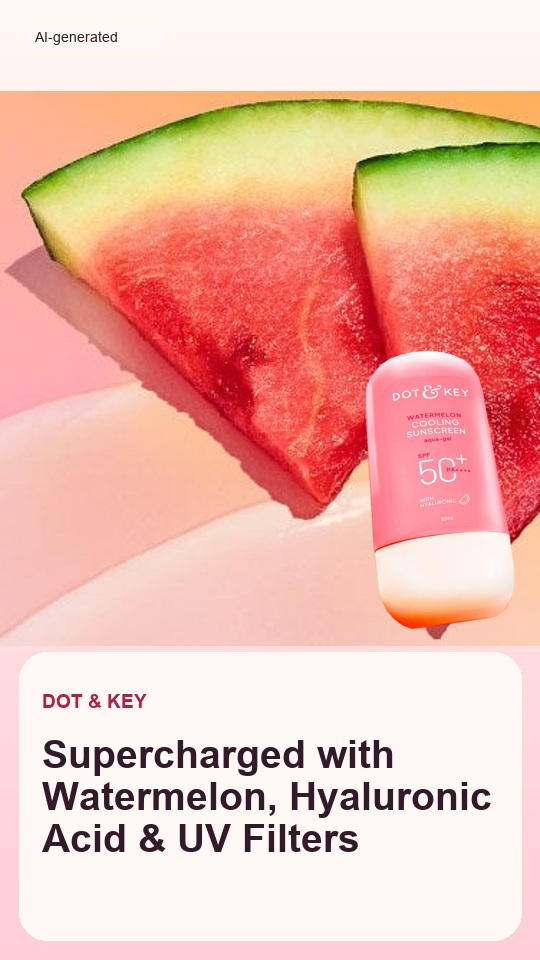 AI-generated
DOT & KEY
WATERMELON
COOLING
SUNSCREEN
aqua-gel
SPF
50+
PA++++
WITH
HYALURONIC
50ml
DOT & KEY
Supercharged with
Watermelon, Hyaluronic
Acid & UV Filters